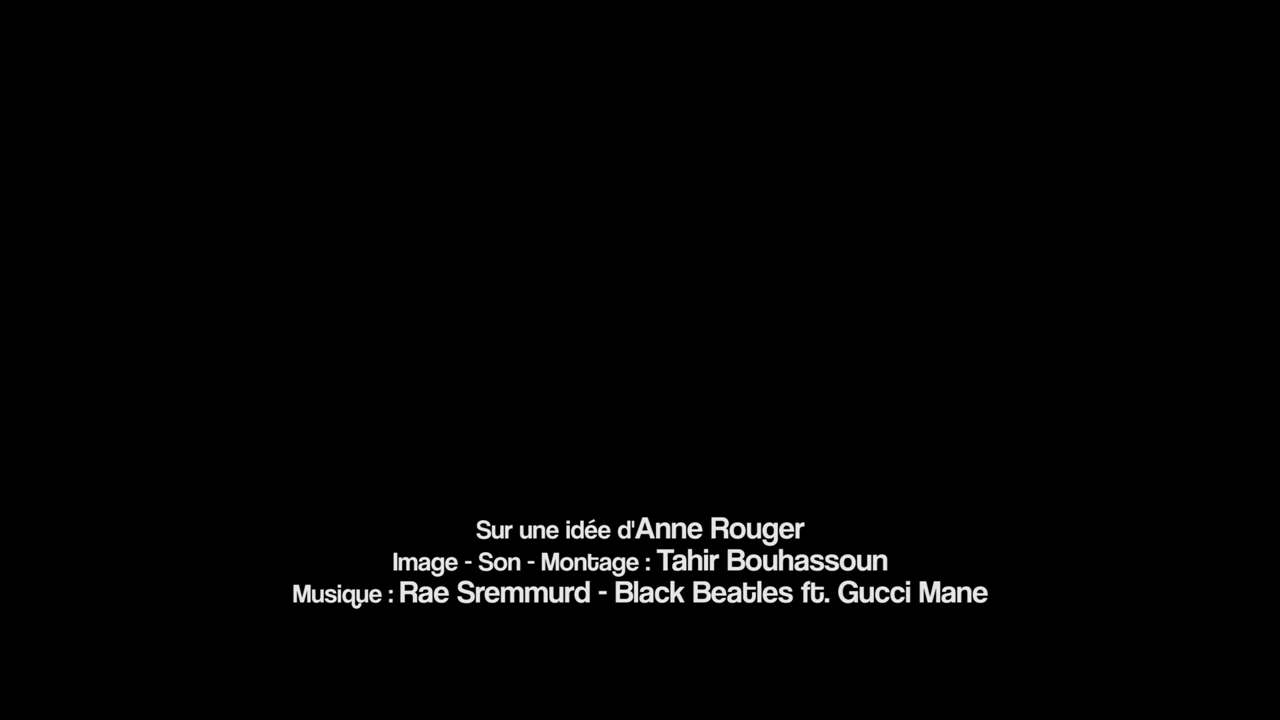 Sur une idée d'Anne Rouger
Image - Son - Montage : Tahir Bouhassoun
Musique : Rae Sremmurd - Black Beatles ft. Gucci Mane